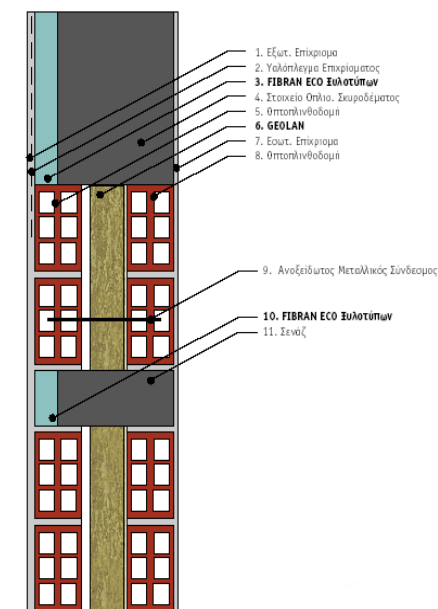 1. Εξωτ. Επίχρισμα
2. Υαλόπλεγμα Επιχρίσματος
3. FIBRAN ECO Ξυλοτύπων
4. Στοιχείο Οπλισ. Σκυροδέματος
5. Οπτοπλινθοδομή
6. GEOLAN
7. Εσωτ. Επίχρισμα
8. Οπτοπλινθοδομή
9. Ανοξείδωτος Μεταλλικός Σύνδεσμος
10. FIBRAN ECO Ξυλοτύπων
11. Σενάζ